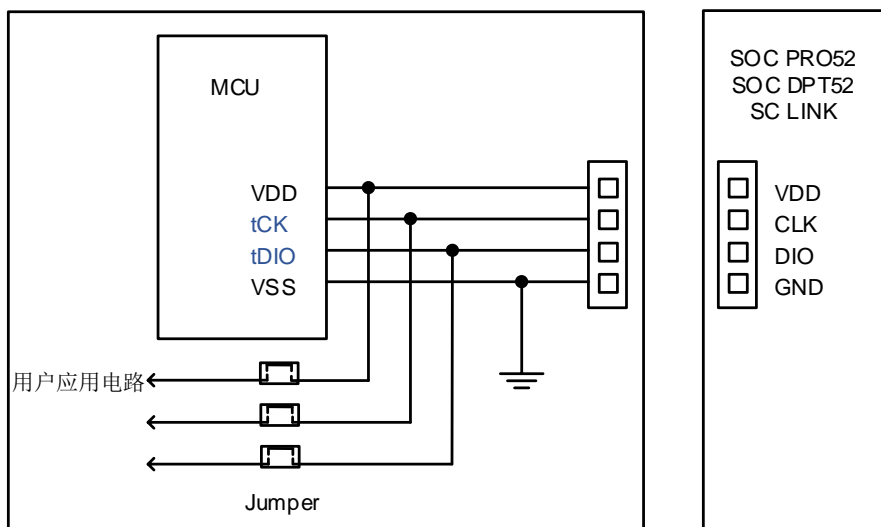 MCU
VDD
tCK
tDIO
VSS
用户应用电路
Jumper
SOC PRO52
SOC DPT52
SC LINK
VDD
CLK
DIO
GND